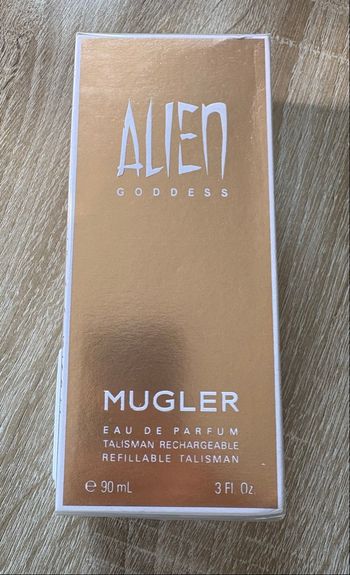 ALIEN
GODDESS
MUGLER
EAU DE PARFUM
TALISMAN RECHARGEABLE
REFILLABLE TALISMAN
℮ 90 mL 3 Fl. Oz.